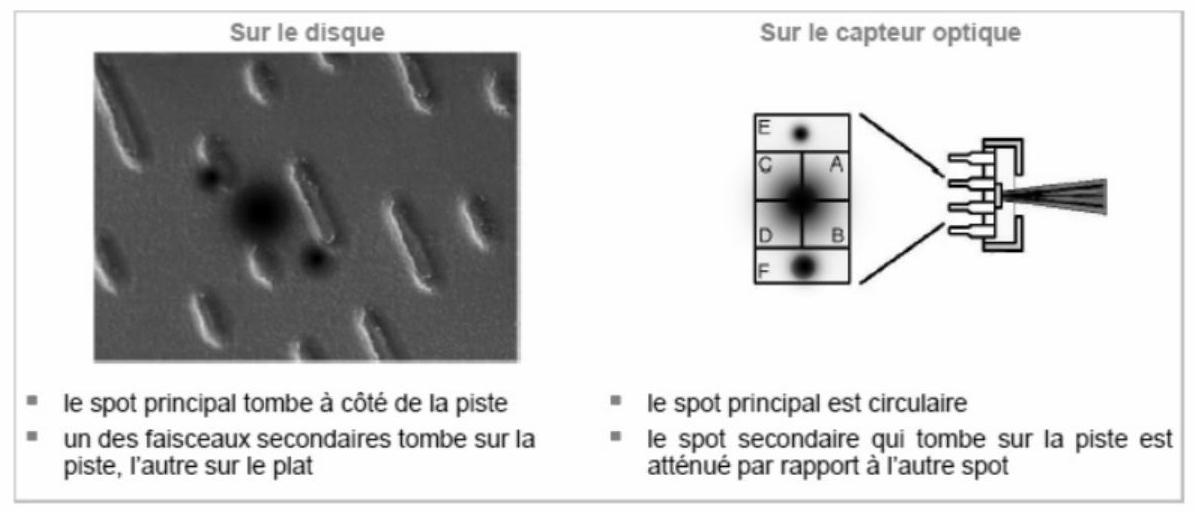 Sur le disque
Sur le capteur optique
E
C A
D B
F
▪ le spot principal tombe à côté de la piste
▪ un des faisceaux secondaires tombe sur la
piste, l'autre sur le plat
▪ le spot principal est circulaire
▪ le spot secondaire qui tombe sur la piste est
atténué par rapport à l'autre spot